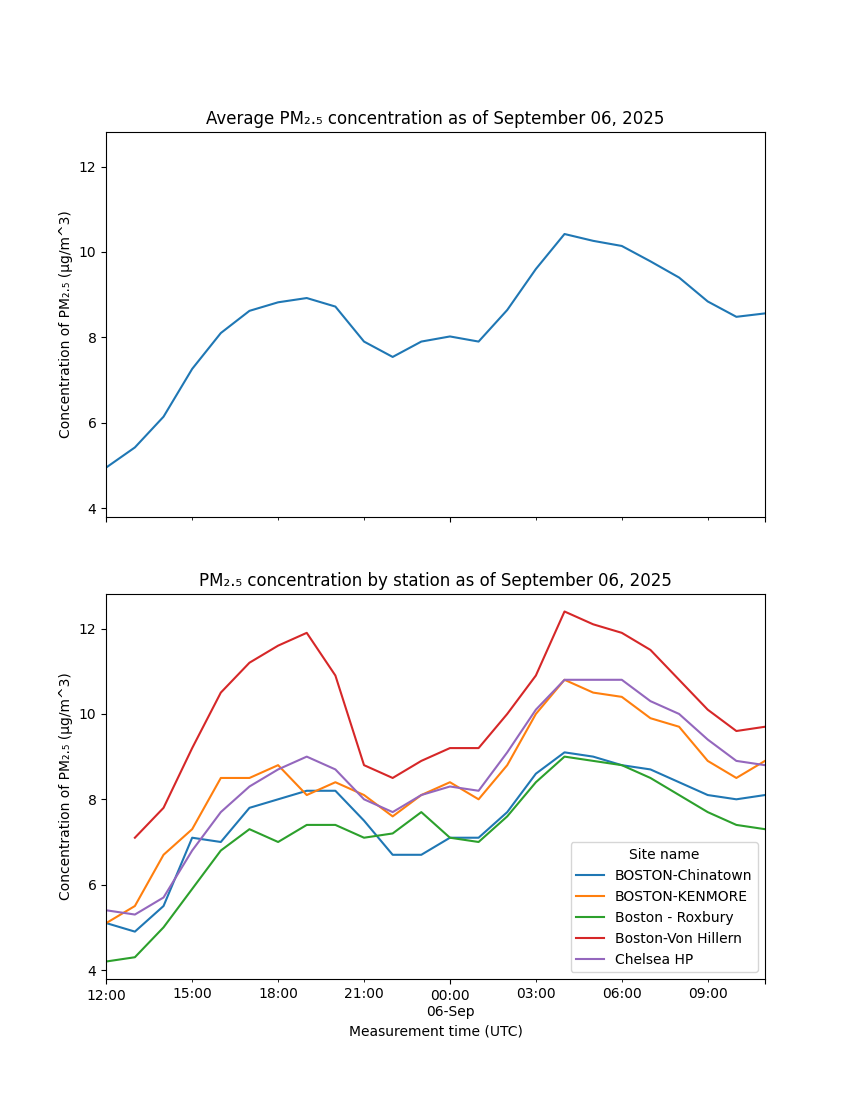 Average PM₂.₅ concentration as of September 06, 2025
12
10
8
6
4
Concentration of PM₂.₅ (µg/m^3)
PM₂.₅ concentration by station as of September 06, 2025
12
10
8
6
4
Concentration of PM₂.₅ (µg/m^3)
Site name
BOSTON-Chinatown
BOSTON-KENMORE
Boston - Roxbury
Boston-Von Hillern
Chelsea HP
12:00 15:00 18:00 21:00 00:00 03:00 06:00 09:00
06-Sep
Measurement time (UTC)